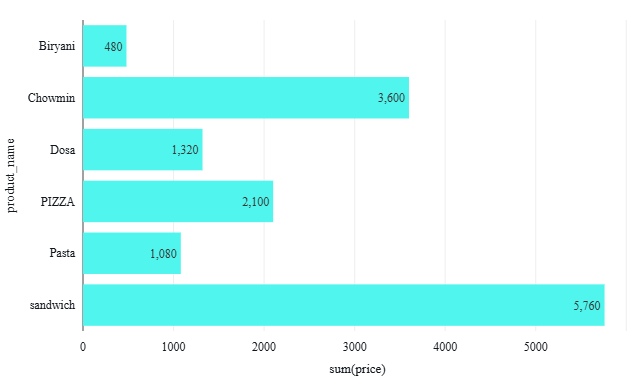 product_name
Biryani 480
Chowmin 3,600
Dosa 1,320
PIZZA 2,100
Pasta 1,080
sandwich 5,760
0 1000 2000 3000 4000 5000
sum(price)